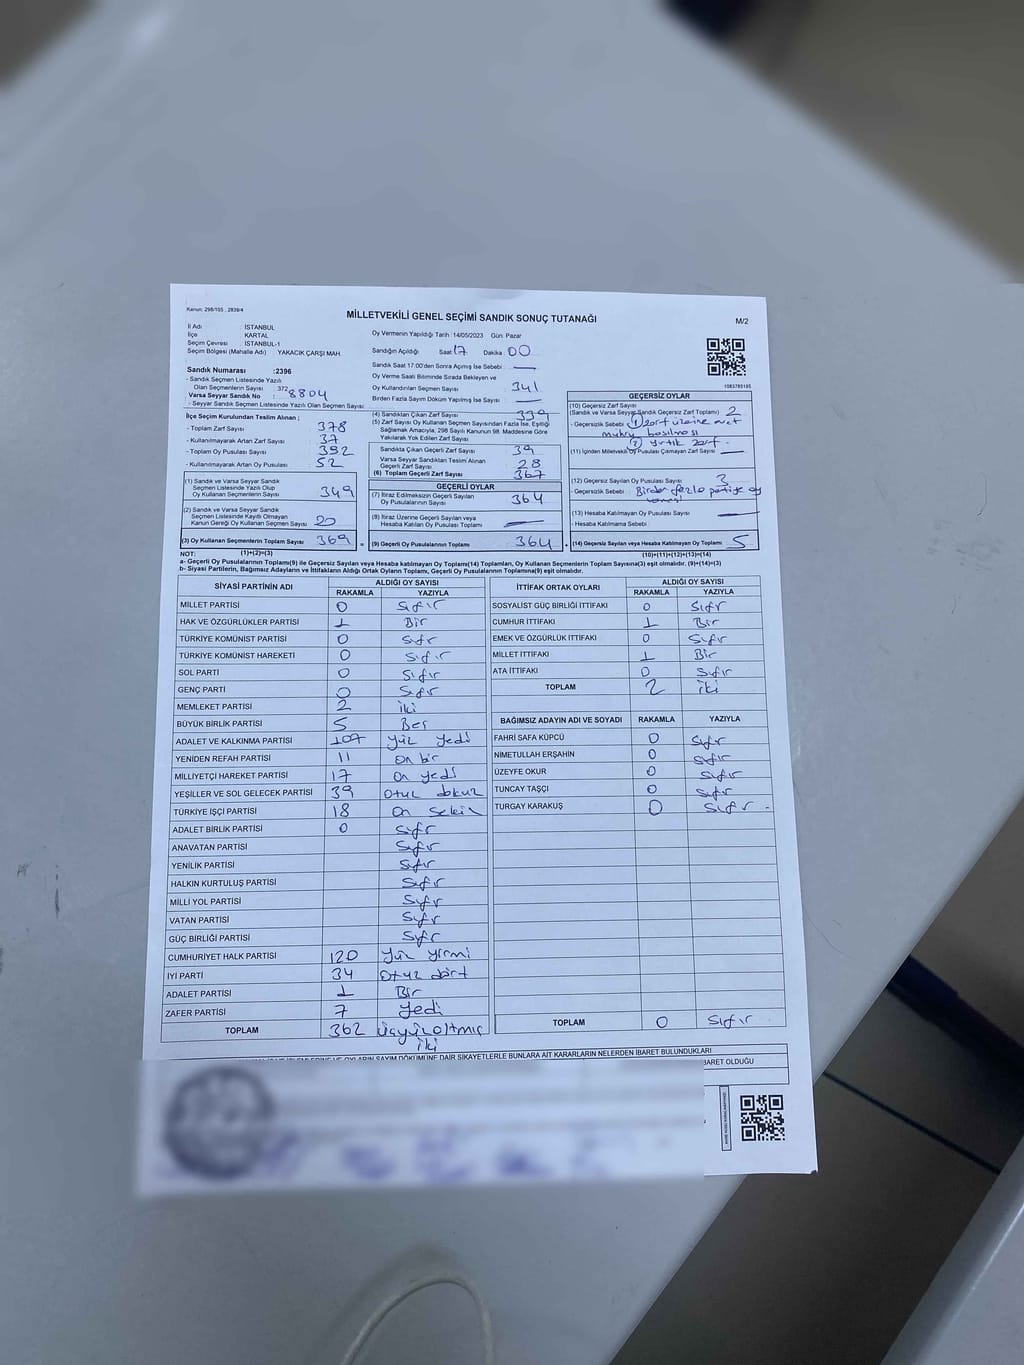 Kanun: 298/105 , 2839/4
MİLLETVEKİLİ GENEL SEÇİMİ SANDIK SONUÇ TUTANAĞI
M/2
İl Adı : İSTANBUL
İlçe : KARTAL
Seçim Çevresi : İSTANBUL-1
Seçim Bölgesi (Mahalle Adı) : YAKACIK ÇARŞI MAH.
Sandık Numarası :2396
- Sandık Seçmen Listesinde Yazılı
Olan Seçmenlerin Sayısı : 372
Varsa Seyyar Sandık No : 8804
- Seyyar Sandık Seçmen Listesinde Yazılı Olan Seçmen Sayısı:
Oy Vermenin Yapıldığı Tarih :14/05/2023 Gün: Pazar
Sandığın Açıldığı Saat 17 Dakika : 00
Sandık Saat 17.00'den Sonra Açılmış İse Sebebi :
Oy Verme Saati Bitiminde Sırada Bekleyen ve
Oy Kullandırılan Seçmen Sayısı : 341
Birden Fazla Sayım Döküm Yapılmış İse Sayısı :
1083785195
İlçe Seçim Kurulundan Teslim Alınan ;
- Toplam Zarf Sayısı : 378
- Kullanılmayarak Artan Zarf Sayısı : 37
- Toplam Oy Pusulası Sayısı : 392
- Kullanılmayarak Artan Oy Pusulası : 52
(1) Sandık ve Varsa Seyyar Sandık
Seçmen Listesinde Yazılı Olup
Oy Kullanan Seçmenlerin Sayısı : 349
(2) Sandık ve Varsa Seyyar Sandık
Seçmen Listesinde Kayıtlı Olmayan
Kanun Gereği Oy Kullanan Seçmen Sayısı : 20
(3) Oy Kullanan Seçmenlerin Toplam Sayısı : 369
(1)+(2)=(3)
(4) Sandıktan Çıkan Zarf Sayısı : 339
(5) Zarf Sayısı Oy Kullanan Seçmen Sayısından Fazla İse, Eşitliği
Sağlamak Amacıyla, 298 Sayılı Kanunun 98. Maddesine Göre
Yakılarak Yok Edilen Zarf Sayısı
Sandıkta Çıkan Geçerli Zarf Sayısı : 39
Varsa Seyyar Sandıktan Teslim Alınan
Geçerli Zarf Sayısı : 28
(6) Toplam Geçerli Zarf Sayısı : 367
GEÇERLİ OYLAR
(7) İtiraz Edilmeksizin Geçerli Sayılan
Oy Pusulalarının Sayısı : 364
(8) İtiraz Üzerine Geçerli Sayılan veya
Hesaba Katılan Oy Pusulası Toplamı :
(9) Geçerli Oy Pusulalarının Toplamı : 364
GEÇERSİZ OYLAR
(10) Geçersiz Zarf Sayısı
(Sandık ve Varsa Seyyar Sandık Geçersiz Zarf Toplamı) : 2
- Geçersizlik Sebebi : (1) zarf üzerine evet
mührü basılması
(2) yırtık zarf.
(11) İçinden Milletvekili Oy Pusulası Çıkmayan Zarf Sayısı :
(12) Geçersiz Sayılan Oy Pusulası Sayısı : 3
- Geçersizlik Sebebi : Birden fazla partiye oy
(13) Hesaba Katılmayan Oy Pusulası Sayısı :
- Hesaba Katılmama Sebebi :
(14) Geçersiz Sayılan veya Hesaba Katılmayan Oy Toplamı : 5
(10)+(11)+(12)+(13)=(14)
NOT:
a- Geçerli Oy Pusulalarının Toplamı(9) ile Geçersiz Sayılan veya Hesaba katılmayan Oy Toplamı(14) Toplamları, Oy Kullanan Seçmenlerin Toplam Sayısına(3) eşit olmalıdır. (9)+(14)=(3)
b- Siyasi Partilerin, Bağımsız Adayların ve İttifakların Aldığı Ortak Oyların Toplamı, Geçerli Oy Pusulalarının Toplamına(9) eşit olmalıdır.
SİYASİ PARTİNİN ADI ALDIĞI OY SAYISI
RAKAMLA YAZIYLA
MİLLET PARTİSİ 0 Sıfır
HAK VE ÖZGÜRLÜKLER PARTİSİ 1 Bir
TÜRKİYE KOMÜNİST PARTİSİ 0 Sıfır
TÜRKİYE KOMÜNİST HAREKETİ 0 Sıfır
SOL PARTİ 0 Sıfır
GENÇ PARTİ 0 Sıfır
MEMLEKET PARTİSİ 2 iki
BÜYÜK BİRLİK PARTİSİ 5 Beş
ADALET VE KALKINMA PARTİSİ 107 Yüz Yedi
YENİDEN REFAH PARTİSİ 11 On bir
MİLLİYETÇİ HAREKET PARTİSİ 17 On yedi
YEŞİLLER VE SOL GELECEK PARTİSİ 39 Otuz dokuz
TÜRKİYE İŞÇİ PARTİSİ 18 On Sekiz
ADALET BİRLİK PARTİSİ 0 Sıfır
ANAVATAN PARTİSİ Sıfır
YENİLİK PARTİSİ Sıfır
HALKIN KURTULUŞ PARTİSİ Sıfır
MİLLİ YOL PARTİSİ Sıfır
VATAN PARTİSİ Sıfır
GÜÇ BİRLİĞİ PARTİSİ Sıfır
CUMHURİYET HALK PARTİSİ 120 Yüz yirmi
İYİ PARTİ 34 Otuz dört
ADALET PARTİSİ 1 Bir
ZAFER PARTİSİ 7 Yedi
TOPLAM 362 Üçyüzaltmış
iki
İTTİFAK ORTAK OYLARI ALDIĞI OY SAYISI
RAKAMLA YAZIYLA
SOSYALİST GÜÇ BİRLİĞİ İTTİFAKI 0 Sıfır
CUMHUR İTTİFAKI 1 Bir
EMEK VE ÖZGÜRLÜK İTTİFAKI 0 Sıfır
MİLLET İTTİFAKI 1 Bir
ATA İTTİFAKI 0 Sıfır
TOPLAM 2 iki
BAĞIMSIZ ADAYIN ADI VE SOYADI RAKAMLA YAZIYLA
FAHRİ SAFA KÜPCÜ 0 Sıfır
NİMETULLAH ERŞAHİN 0 Sıfır
ÜZEYFE OKUR 0 Sıfır
TUNCAY TAŞÇI 0 Sıfır
TURGAY KARAKUŞ 0 Sıfır
TOPLAM 0 Sıfır
OYLARIN SAYIM DÖKÜMÜNE DAİR ŞİKAYETLERLE BUNLARA AİT KARARLARIN NELERDEN İBARET BULUNDUKLARI
İBARET OLDUĞU